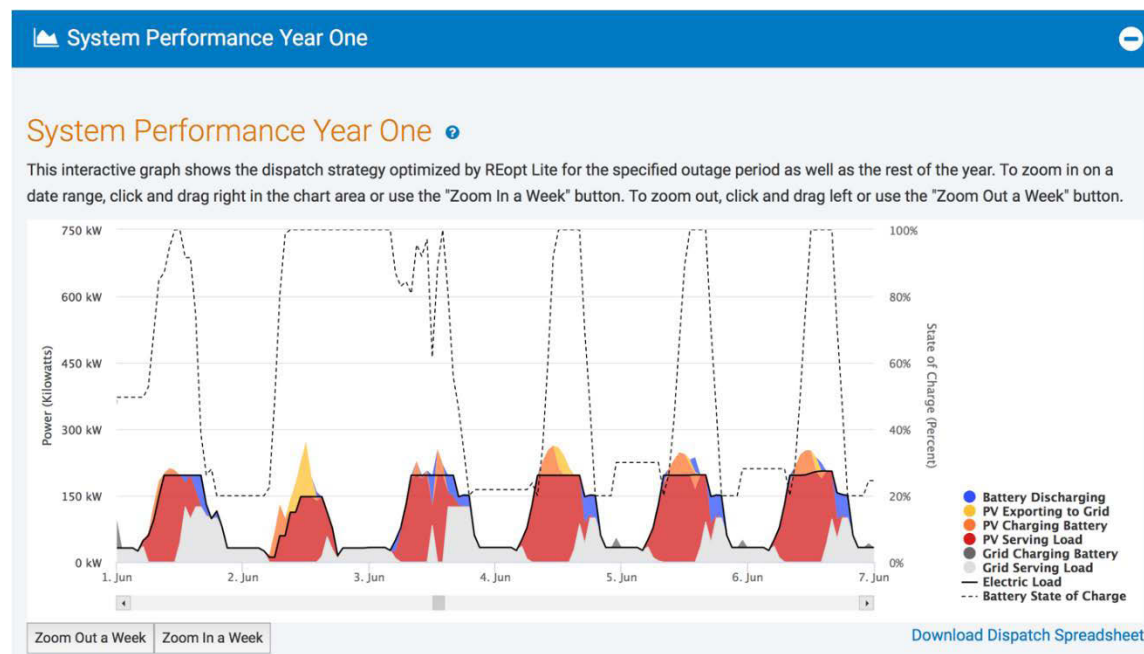 System Performance Year One
System Performance Year One ?
This interactive graph shows the dispatch strategy optimized by REopt Lite for the specified outage period as well as the rest of the year. To zoom in on a
date range, click and drag right in the chart area or use the "Zoom In a Week" button. To zoom out, click and drag left or use the "Zoom Out a Week" button.
750 kW
600 kW
450 kW
300 kW
150 kW
0 kW
Power (Kilowatts)
1. Jun
2. Jun
3. Jun
4. Jun
5. Jun
6. Jun
7. Jun
100%
80%
60%
40%
20%
0%
State of Charge (Percent)
Battery Discharging
PV Exporting to Grid
PV Charging Battery
PV Serving Load
Grid Charging Battery
Grid Serving Load
Electric Load
Battery State of Charge
Zoom Out a Week
Zoom In a Week
Download Dispatch Spreadsheet